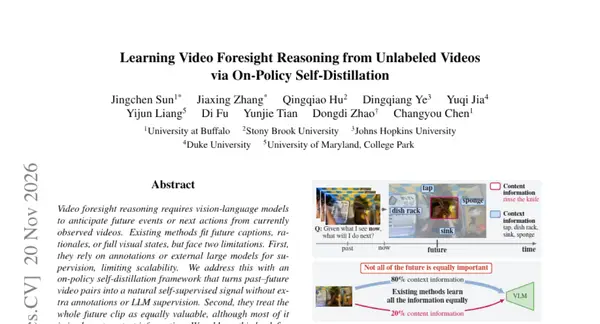 Learning Video Foresight Reasoning from Unlabeled Videos
via On-Policy Self-Distillation
Jingchen Sun1* Jiaxing Zhang* Qingqiao Hu2 Dingqiang Ye3 Yuqi Jia4
Yijun Liang5 Di Fu Yunjie Tian Dongdi Zhao† Changyou Chen1
1University at Buffalo 2Stony Brook University 3Johns Hopkins University
4Duke University 5University of Maryland, College Park
s.CV] 20 Nov 2026
Abstract
Video foresight reasoning requires vision-language models
to anticipate future events or next actions from currently
observed videos. Existing methods fit future captions, ra-
tionales, or full visual states, but face two limitations. First,
they rely on annotations or external large models for su-
pervision, limiting scalability. We address this with an
on-policy self-distillation framework that turns past–future
video pairs into a natural self-supervised signal without ex-
tra annotations or LLM supervision. Second, they treat the
whole future clip as equally valuable, although most of it
tap
sponge
dish rack
sink
Q: Given what I see now,
what will I do next?
past now future time
Content
information
rinse the knife
Context
information
tap, dish rack,
sink, sponge
Not all of the future is equally important
80% context information
Existing methods learn
all the information equally
VLM
20% content information